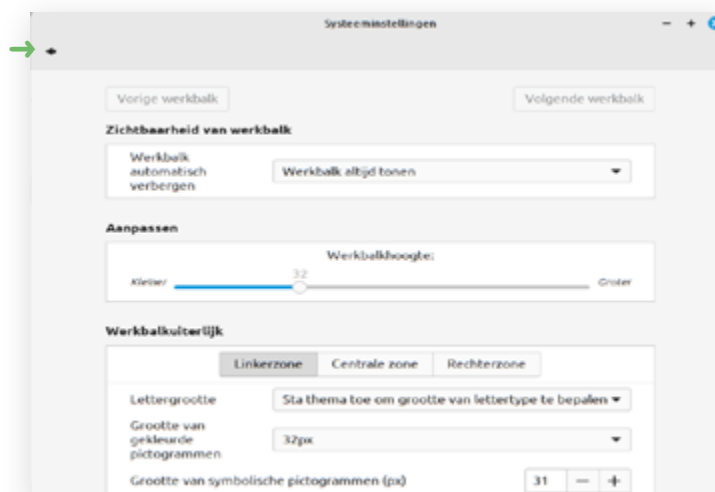 Systeeminstellingen
Vorige werkbalk
Volgende werkbalk
Zichtbaarheid van werkbalk
Werkbalk
automatisch
verbergen
Werkbalk altijd tonen
Aanpassen
Werkbalkhoogte:
32
Kleiner
Groter
Werkbalkuiterlijk
Linkerzone
Centrale zone
Rechterzone
Lettergrootte
Sta thema toe om grootte van lettertype te bepalen
Grootte van
gekleurde
pictogrammen
32px
Grootte van symbolische pictogrammen (px)
31